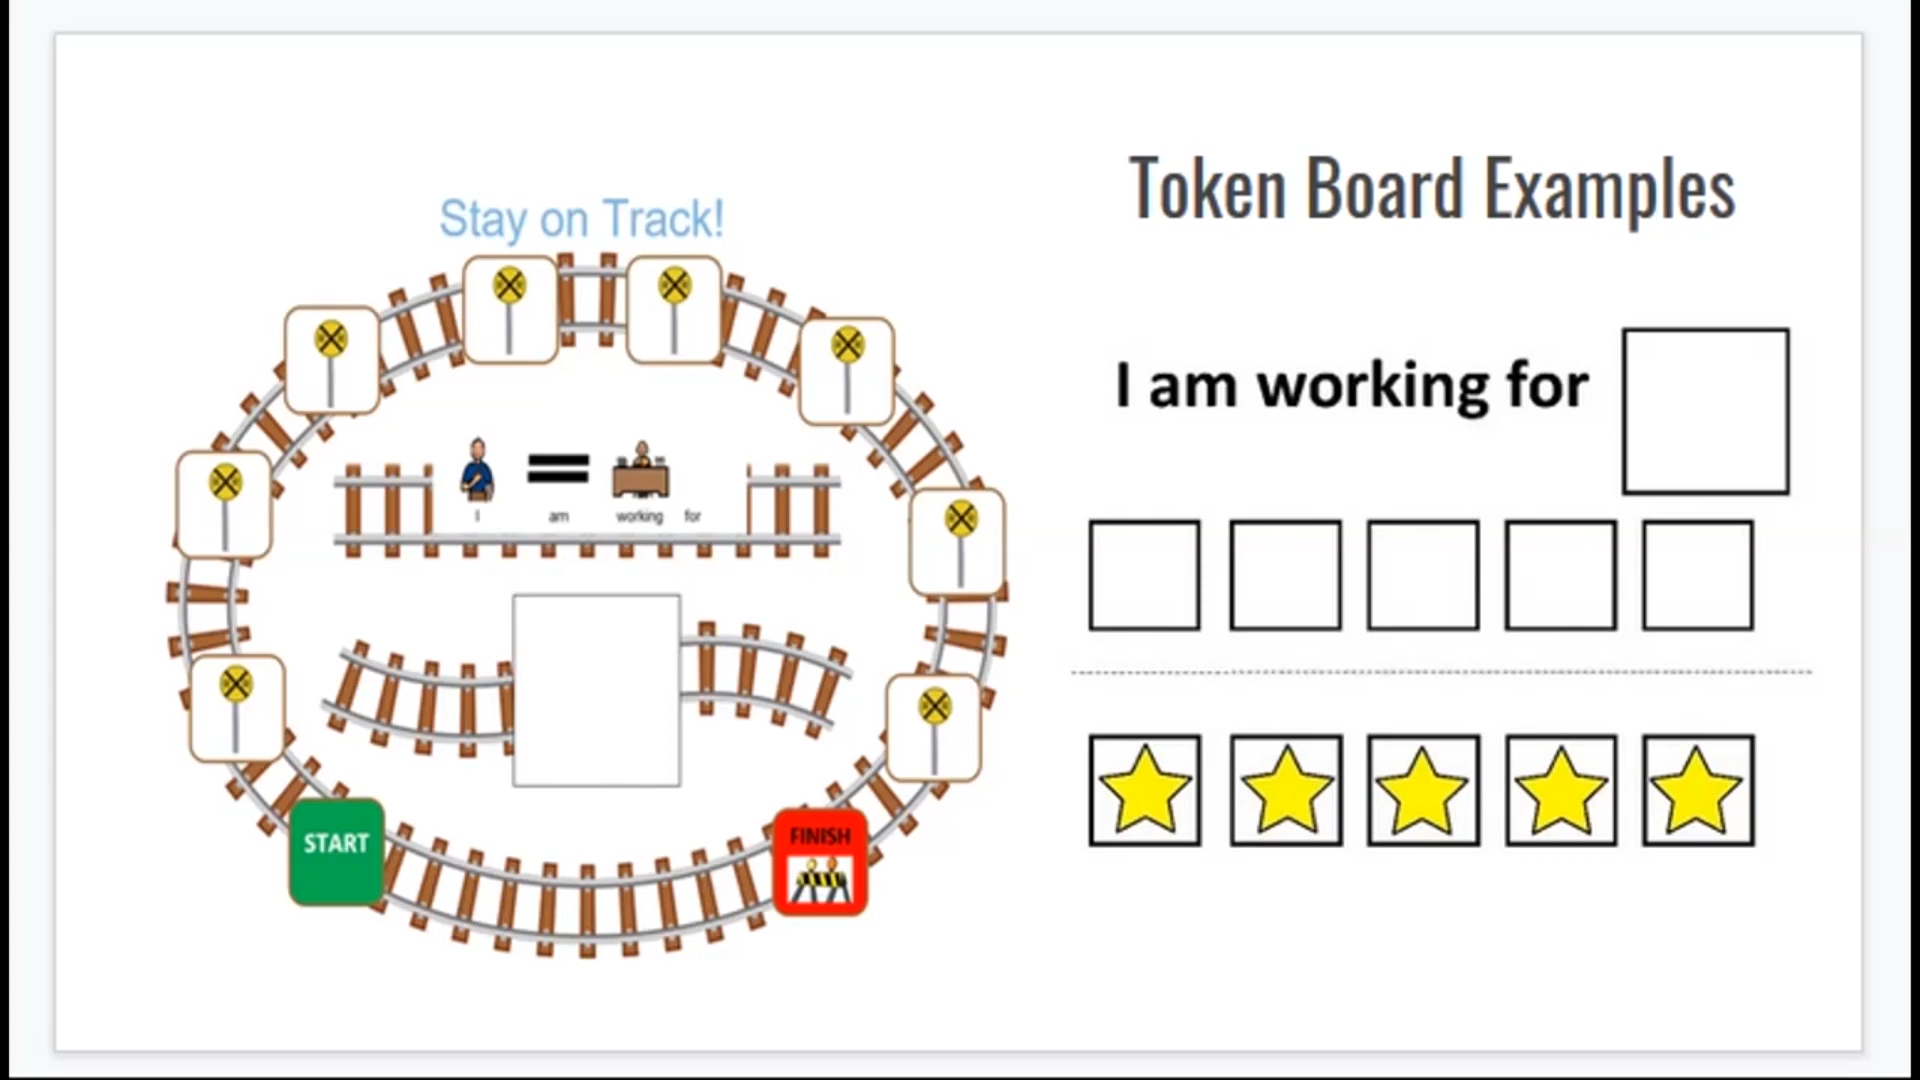 Token Board Examples
Stay on Track!
I am working for
START
FINISH
I am working for